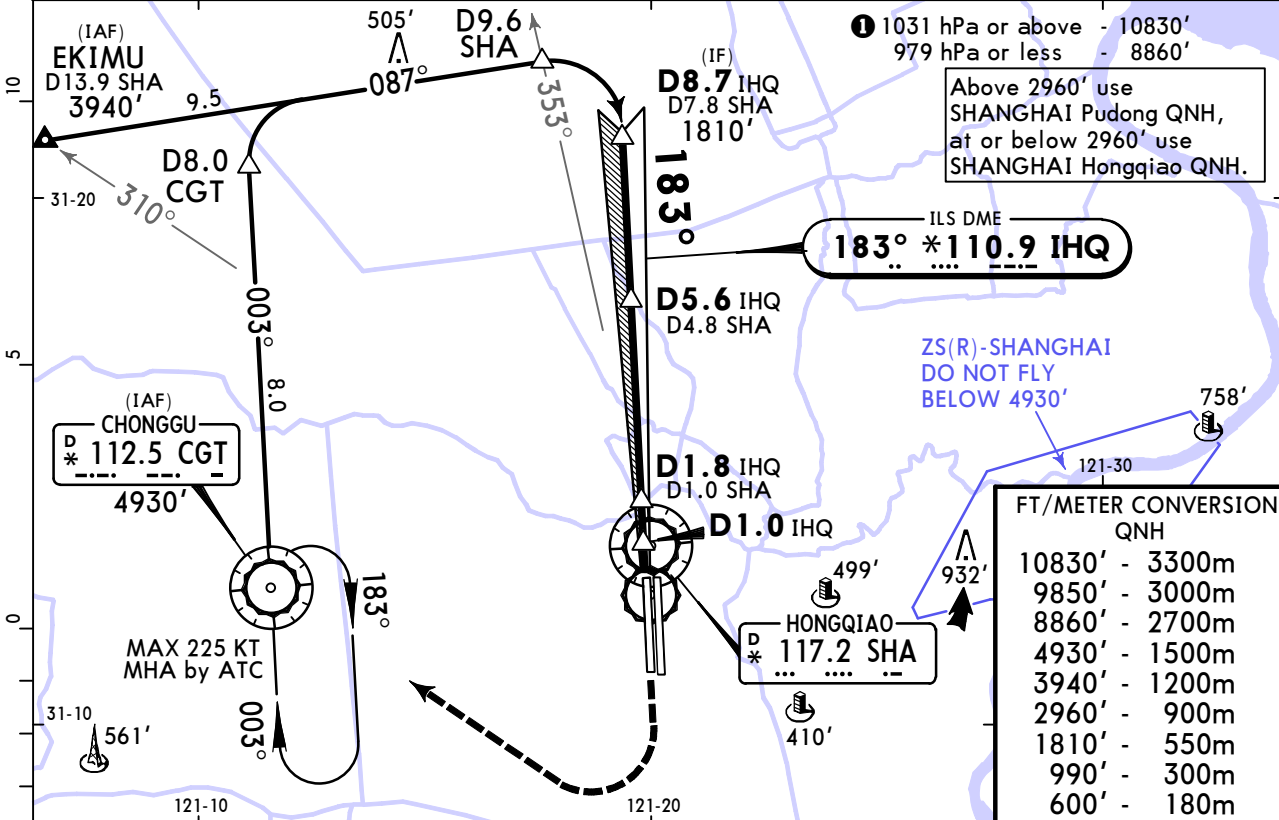 (IAF)
EKIMU
D13.9 SHA
3940'
9.5
505'
087°
D9.6
SHA
353°
(IF)
D8.7 IHQ
D7.8 SHA
1810'
❶ 1031 hPa or above - 10830'
979 hPa or less - 8860'
Above 2960' use
SHANGHAI Pudong QNH,
at or below 2960' use
SHANGHAI Hongqiao QNH.
10
D8.0
CGT
31-20
310°
183°
ILS DME
183° *110.9 IHQ
003°
D5.6 IHQ
D4.8 SHA
5
8.0
ZS(R)-SHANGHAI
DO NOT FLY
BELOW 4930'
758'
(IAF)
CHONGGU
D
* 112.5 CGT
4930'
D1.8 IHQ
D1.0 SHA
D1.0 IHQ
121-30
183°
499'
932'
0
MAX 225 KT
MHA by ATC
HONGQIAO
D
* 117.2 SHA
31-10
561'
003°
410'
121-10
121-20
FT/METER CONVERSION
QNH
10830' - 3300m
9850' - 3000m
8860' - 2700m
4930' - 1500m
3940' - 1200m
2960' - 900m
1810' - 550m
990' - 300m
600' - 180m